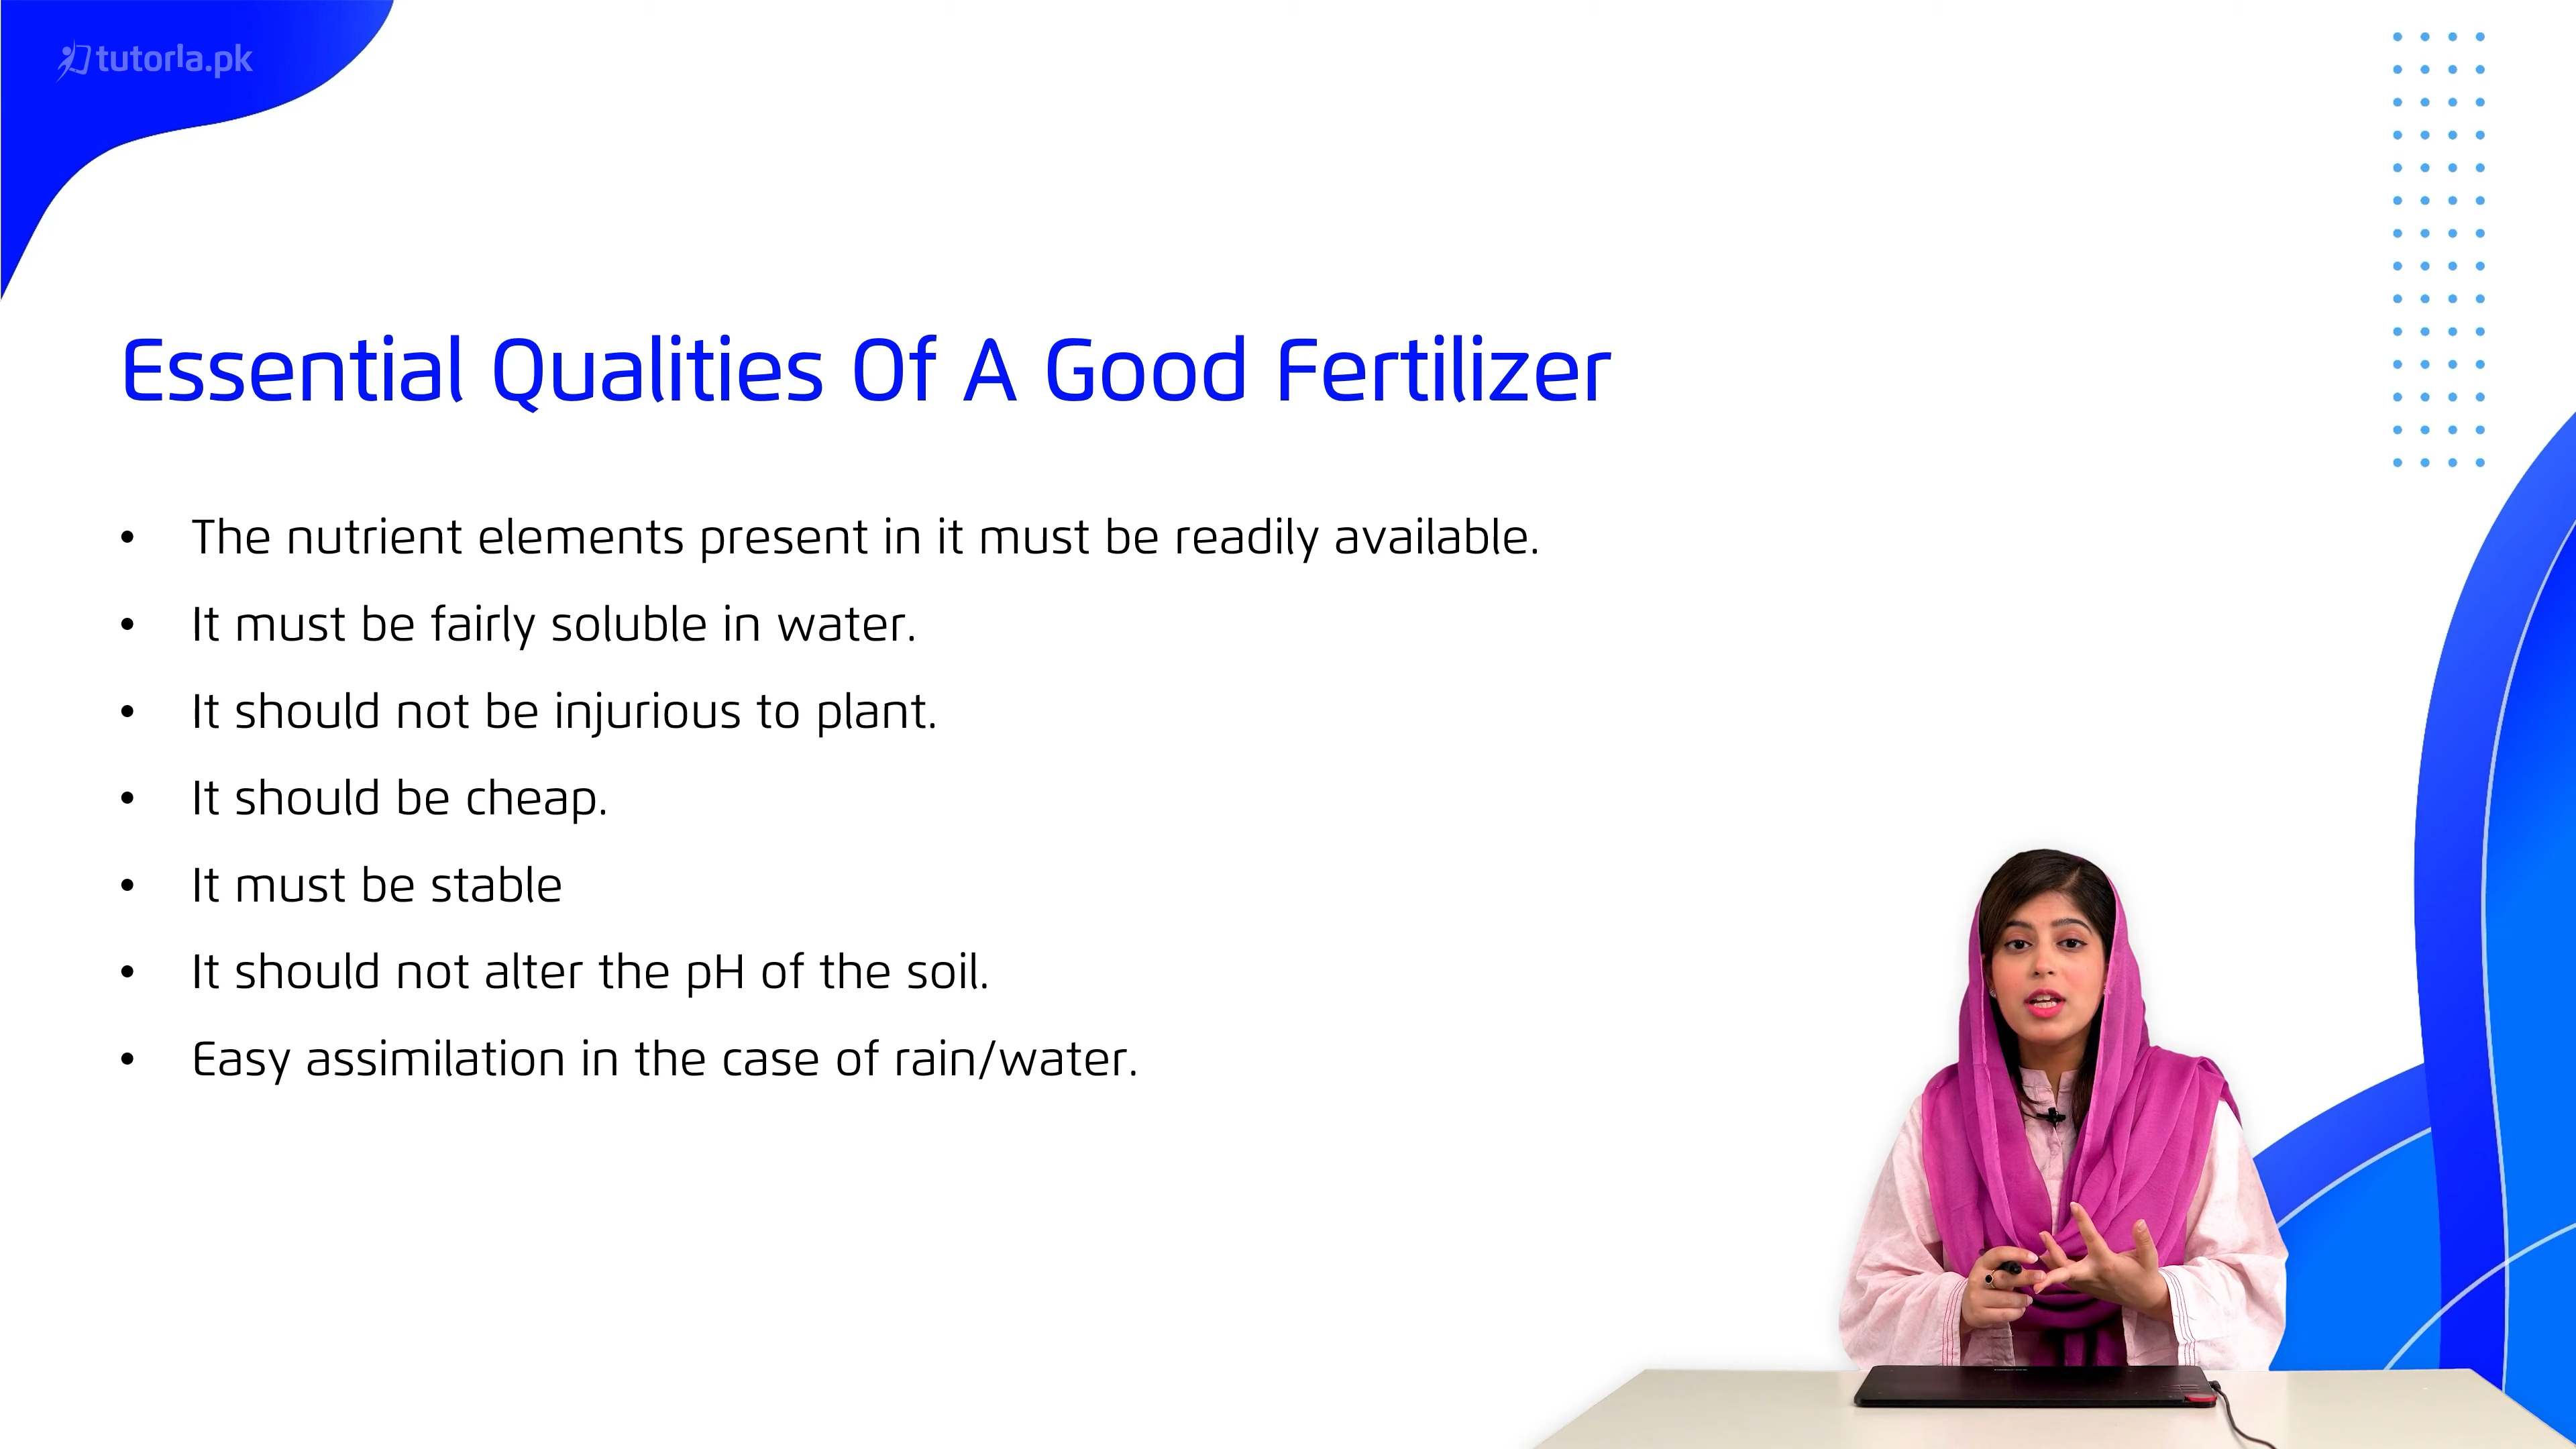 tutorla.pk
Essential Qualities Of A Good Fertilizer
• The nutrient elements present in it must be readily available.
• It must be fairly soluble in water.
• It should not be injurious to plant.
• It should be cheap.
• It must be stable
• It should not alter the pH of the soil.
• Easy assimilation in the case of rain/water.